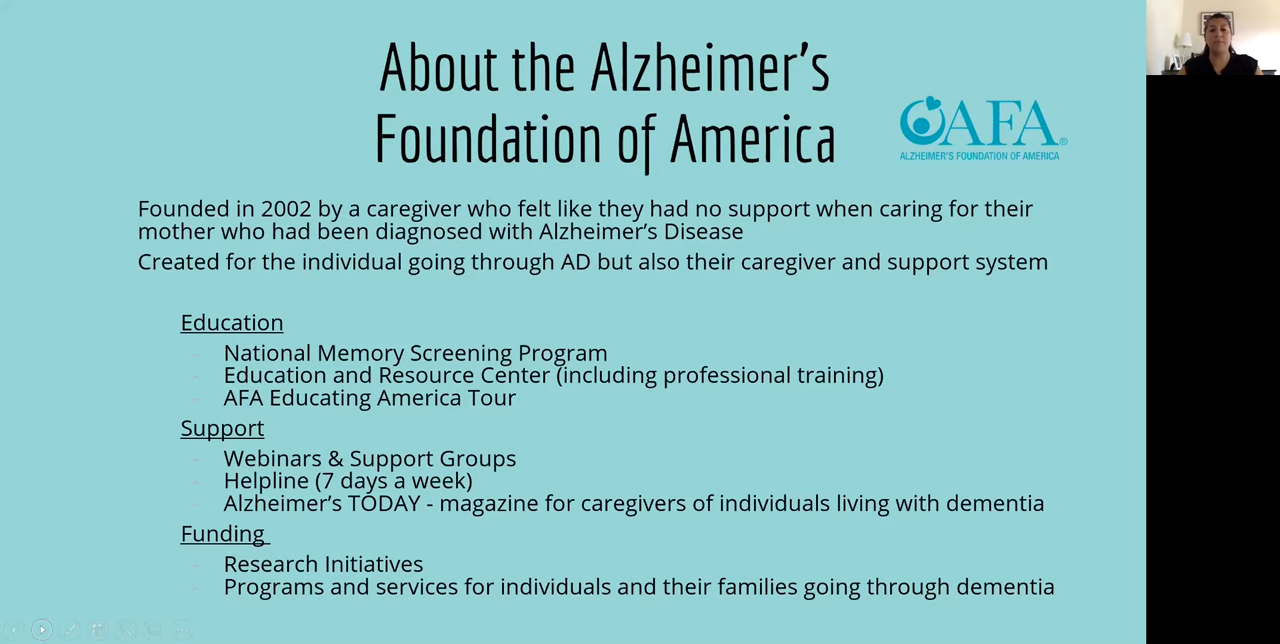 About the Alzheimer’s
Foundation of America
AFA®
ALZHEIMER'S FOUNDATION OF AMERICA
Founded in 2002 by a caregiver who felt like they had no support when caring for their
mother who had been diagnosed with Alzheimer’s Disease
Created for the individual going through AD but also their caregiver and support system
Education
- National Memory Screening Program
- Education and Resource Center (including professional training)
- AFA Educating America Tour
Support
- Webinars & Support Groups
- Helpline (7 days a week)
- Alzheimer’s TODAY - magazine for caregivers of individuals living with dementia
Funding
- Research Initiatives
- Programs and services for individuals and their families going through dementia